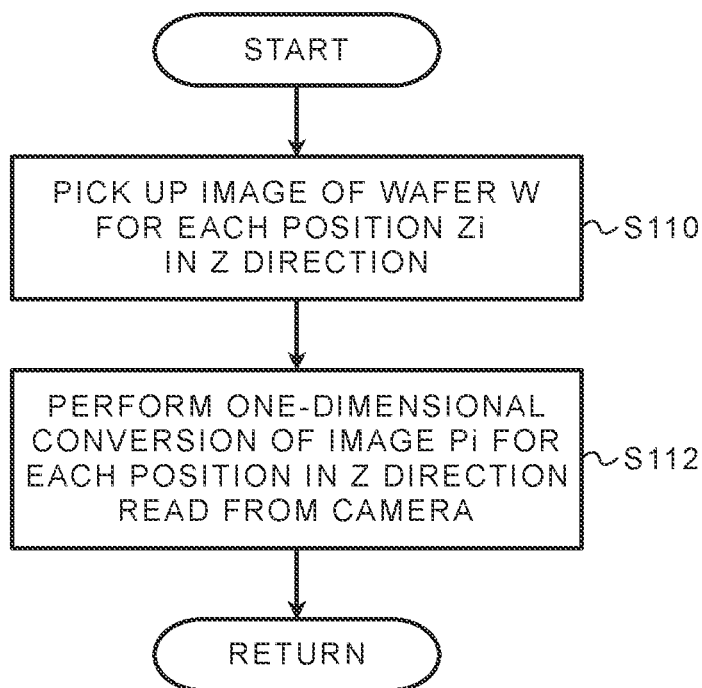 START
PICK UP IMAGE OF WAFER W
FOR EACH POSITION Zi
IN Z DIRECTION
S110
PERFORM ONE-DIMENSIONAL
CONVERSION OF IMAGE Pi FOR
EACH POSITION IN Z DIRECTION
READ FROM CAMERA
S112
RETURN